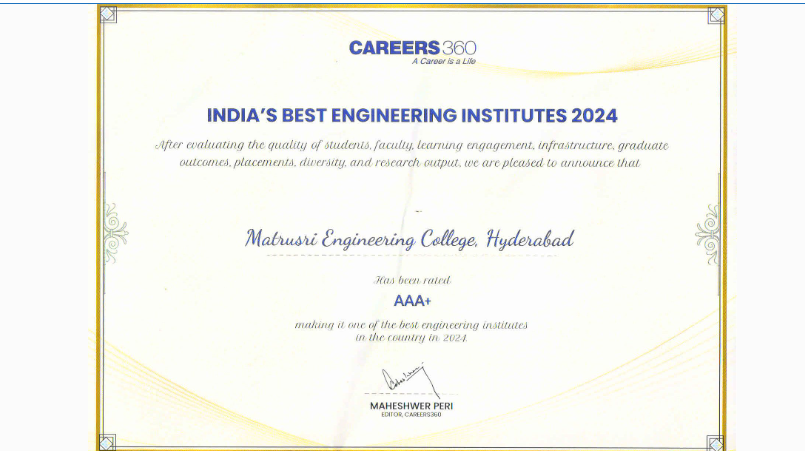 CAREERS360
A Career is a Life
INDIA'S BEST ENGINEERING INSTITUTES 2024
After evaluating the quality of students, faculty, learning engagement, infrastructure, graduate
outcomes, placements, diversity, and research output, we are pleased to announce that
Matrusri Engineering College, Hyderabad
Has been rated
AAA+
making it one of the best engineering institutes
in the country in 2024.
MAHESHWER PERI
EDITOR, CAREERS360